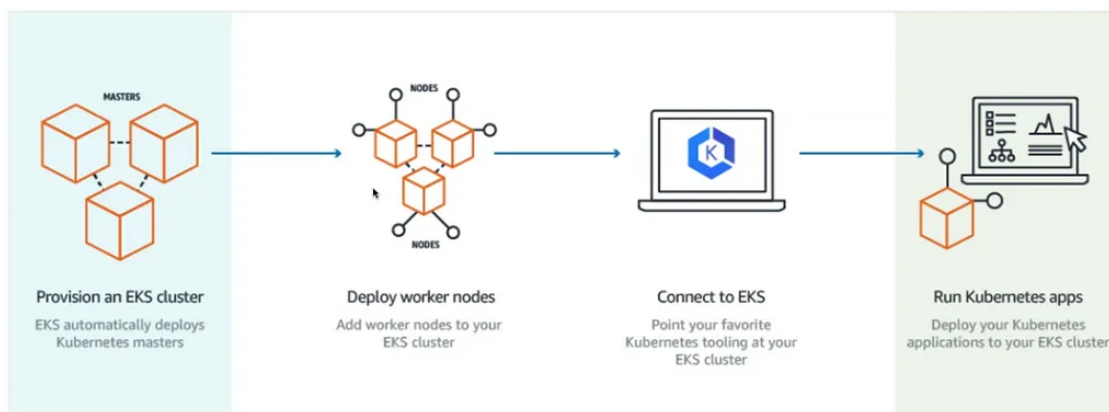 MASTERS
Provision an EKS cluster
EKS automatically deploys
Kubernetes masters
NODES
NODES
Deploy worker nodes
Add worker nodes to your
EKS cluster
K
Connect to EKS
Point your favorite
Kubernetes tooling at your
EKS cluster
Run Kubernetes apps
Deploy your Kubernetes
applications to your EKS cluster